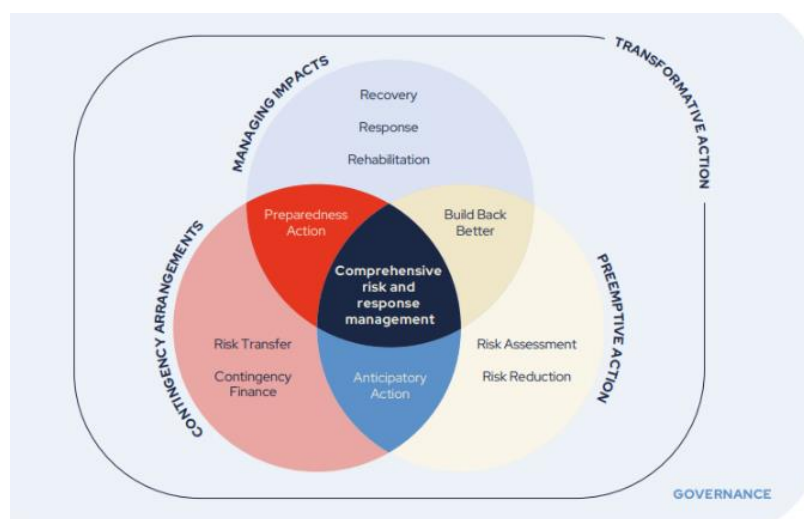 TRANSFORMATIVE ACTION
MANAGING IMPACTS
Recovery
Response
Rehabilitation
Preparedness
Action
Build Back
Better
CONTINGENCY ARRANGEMENTS
Comprehensive
risk and
response
management
PREEMPTIVE ACTION
Risk Transfer
Contingency
Finance
Anticipatory
Action
Risk Assessment
Risk Reduction
GOVERNANCE